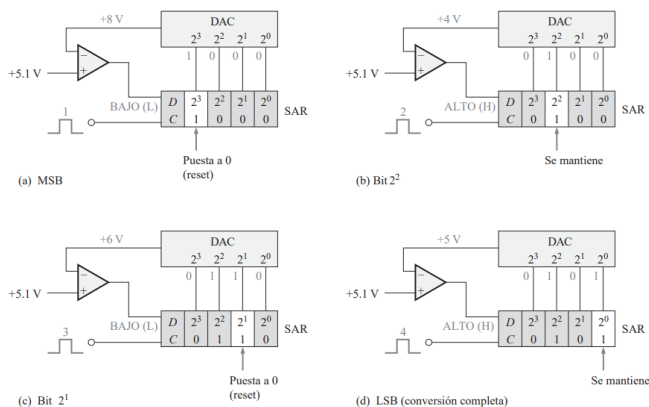 +8 V
DAC
2³ 2² 2¹ 2⁰
1 0 0 0
−
+
+5.1 V
BAJO (L)
D 2³ 2² 2¹ 2⁰
SAR
C 1 0 0 0
1
Puesta a 0
(reset)
(a) MSB
+4 V
DAC
2³ 2² 2¹ 2⁰
0 1 0 0
−
+
+5.1 V
ALTO (H)
D 2³ 2² 2¹ 2⁰
SAR
C 0 1 0 0
2
Se mantiene
(b) Bit 2²
+6 V
DAC
2³ 2² 2¹ 2⁰
0 1 1 0
−
+
+5.1 V
BAJO (L)
D 2³ 2² 2¹ 2⁰
SAR
C 0 1 1 0
3
Puesta a 0
(reset)
(c) Bit 2¹
+5 V
DAC
2³ 2² 2¹ 2⁰
0 1 0 1
−
+
+5.1 V
ALTO (H)
D 2³ 2² 2¹ 2⁰
SAR
C 0 1 0 1
4
Se mantiene
(d) LSB (conversión completa)